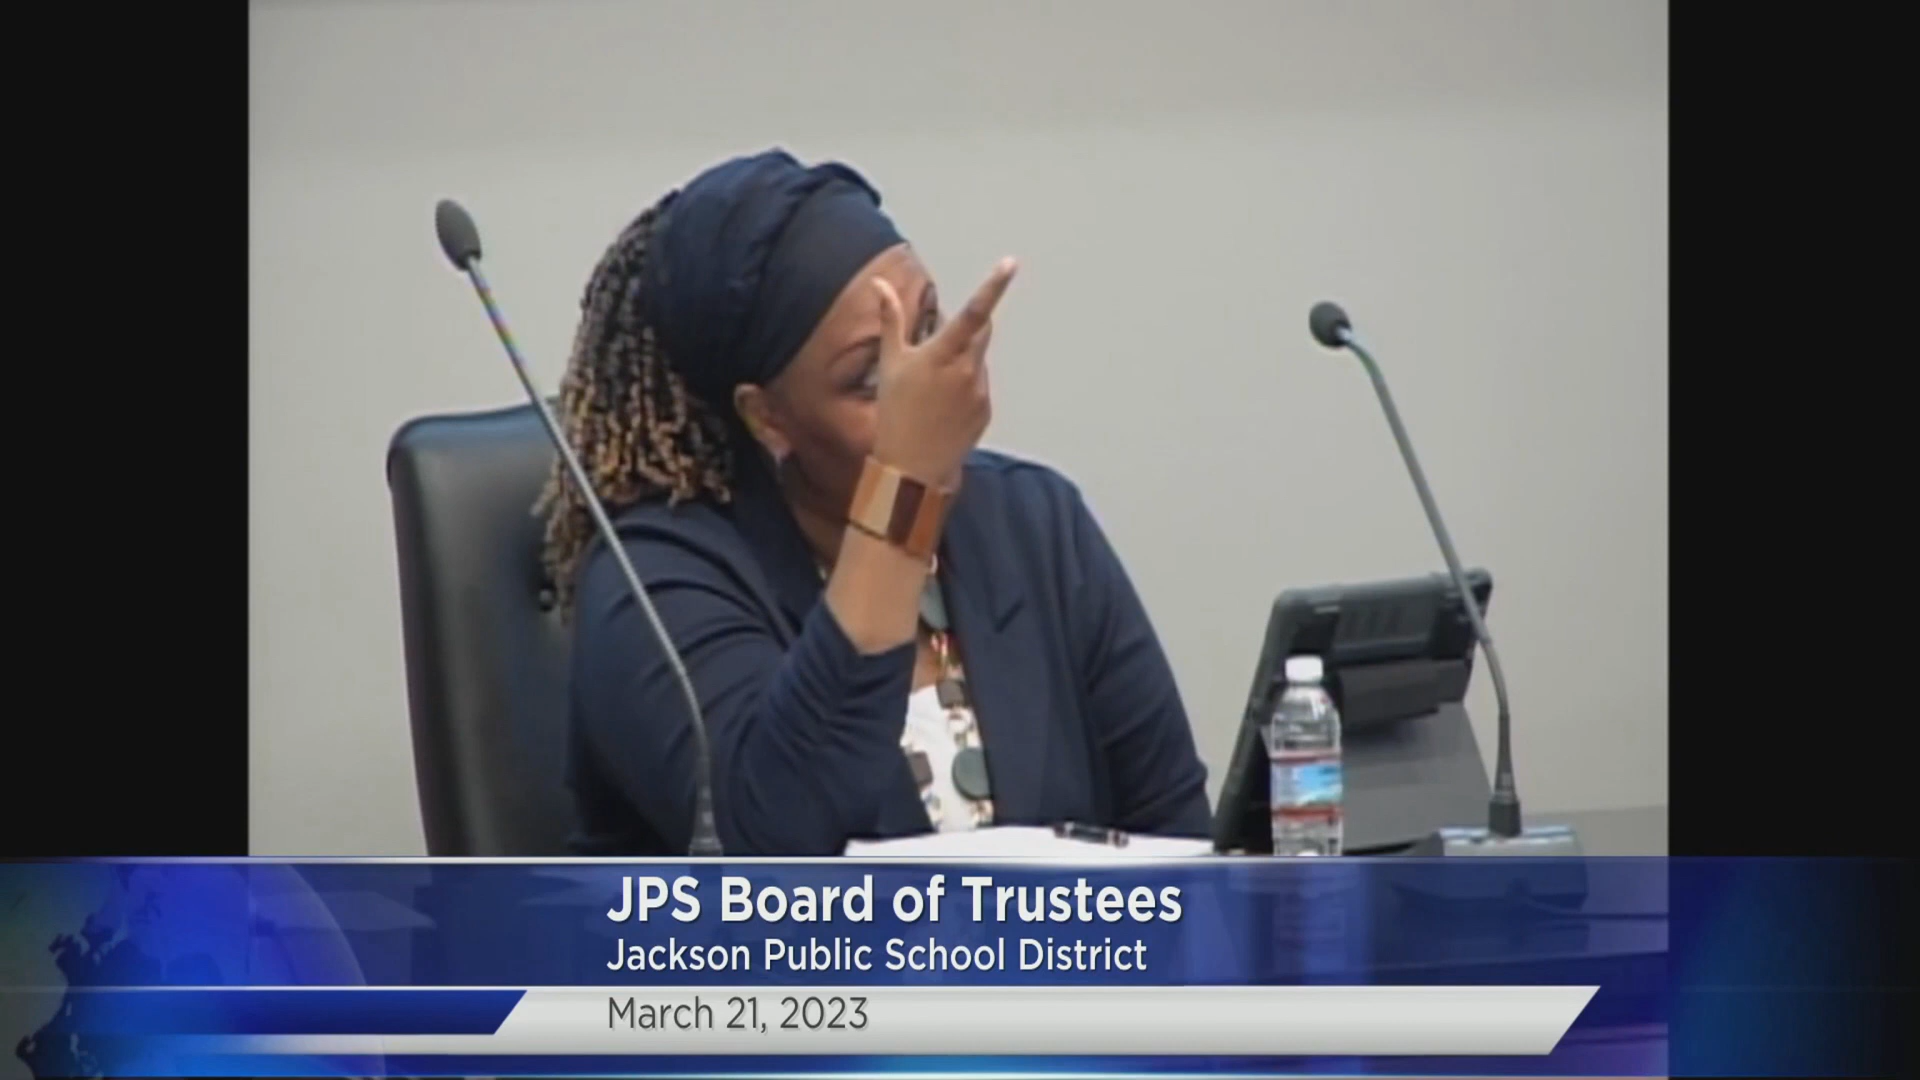 JPS Board of Trustees
Jackson Public School District
March 21, 2023